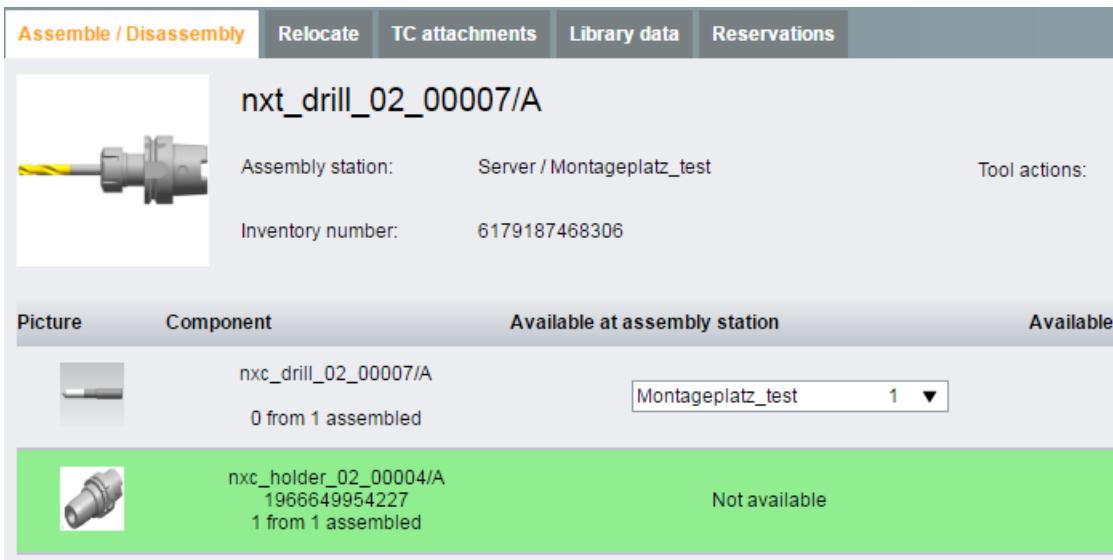 Assemble / Disassembly Relocate TC attachments Library data Reservations
nxt_drill_02_00007/A
Assembly station: Server / Montageplatz_test Tool actions:
Inventory number: 6179187468306
Picture Component Available at assembly station Available
nxc_drill_02_00007/A
Montageplatz_test 1
0 from 1 assembled
nxc_holder_02_00004/A
1966649954227 Not available
1 from 1 assembled